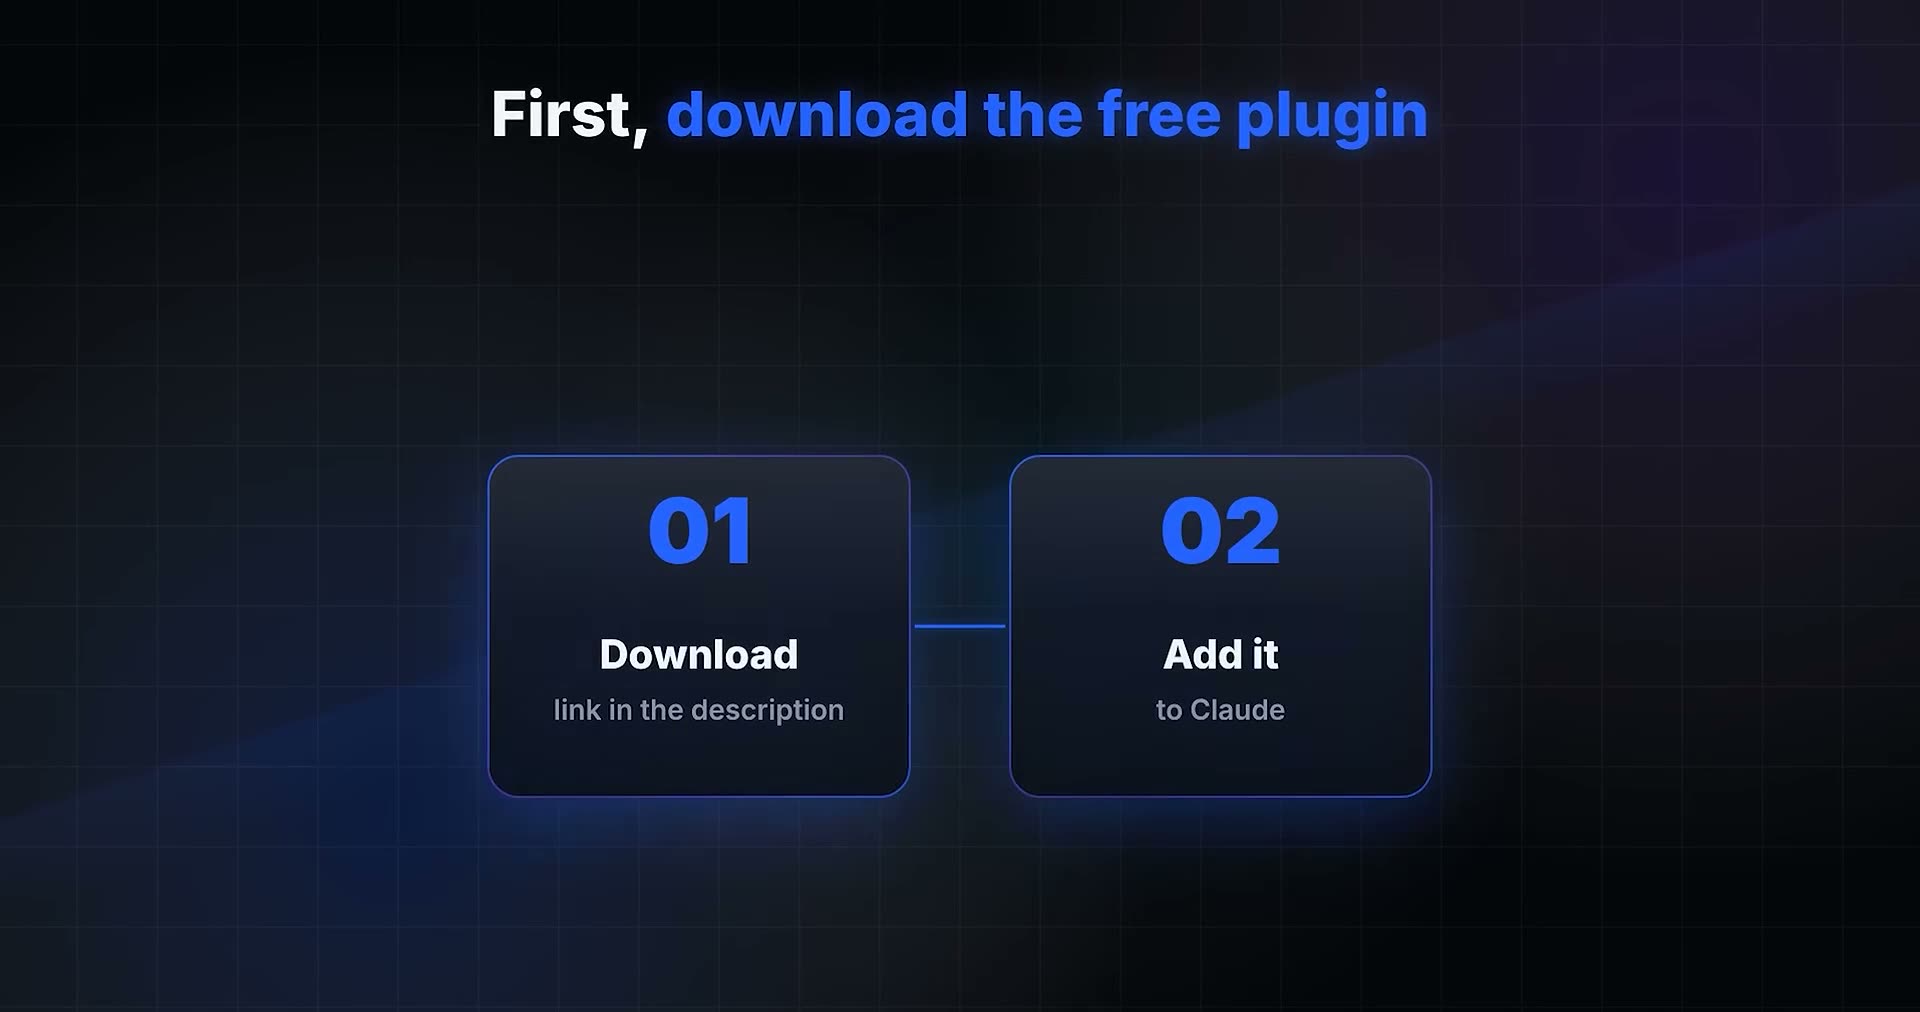 First, download the free plugin
01
Download
link in the description
02
Add it
to Claude